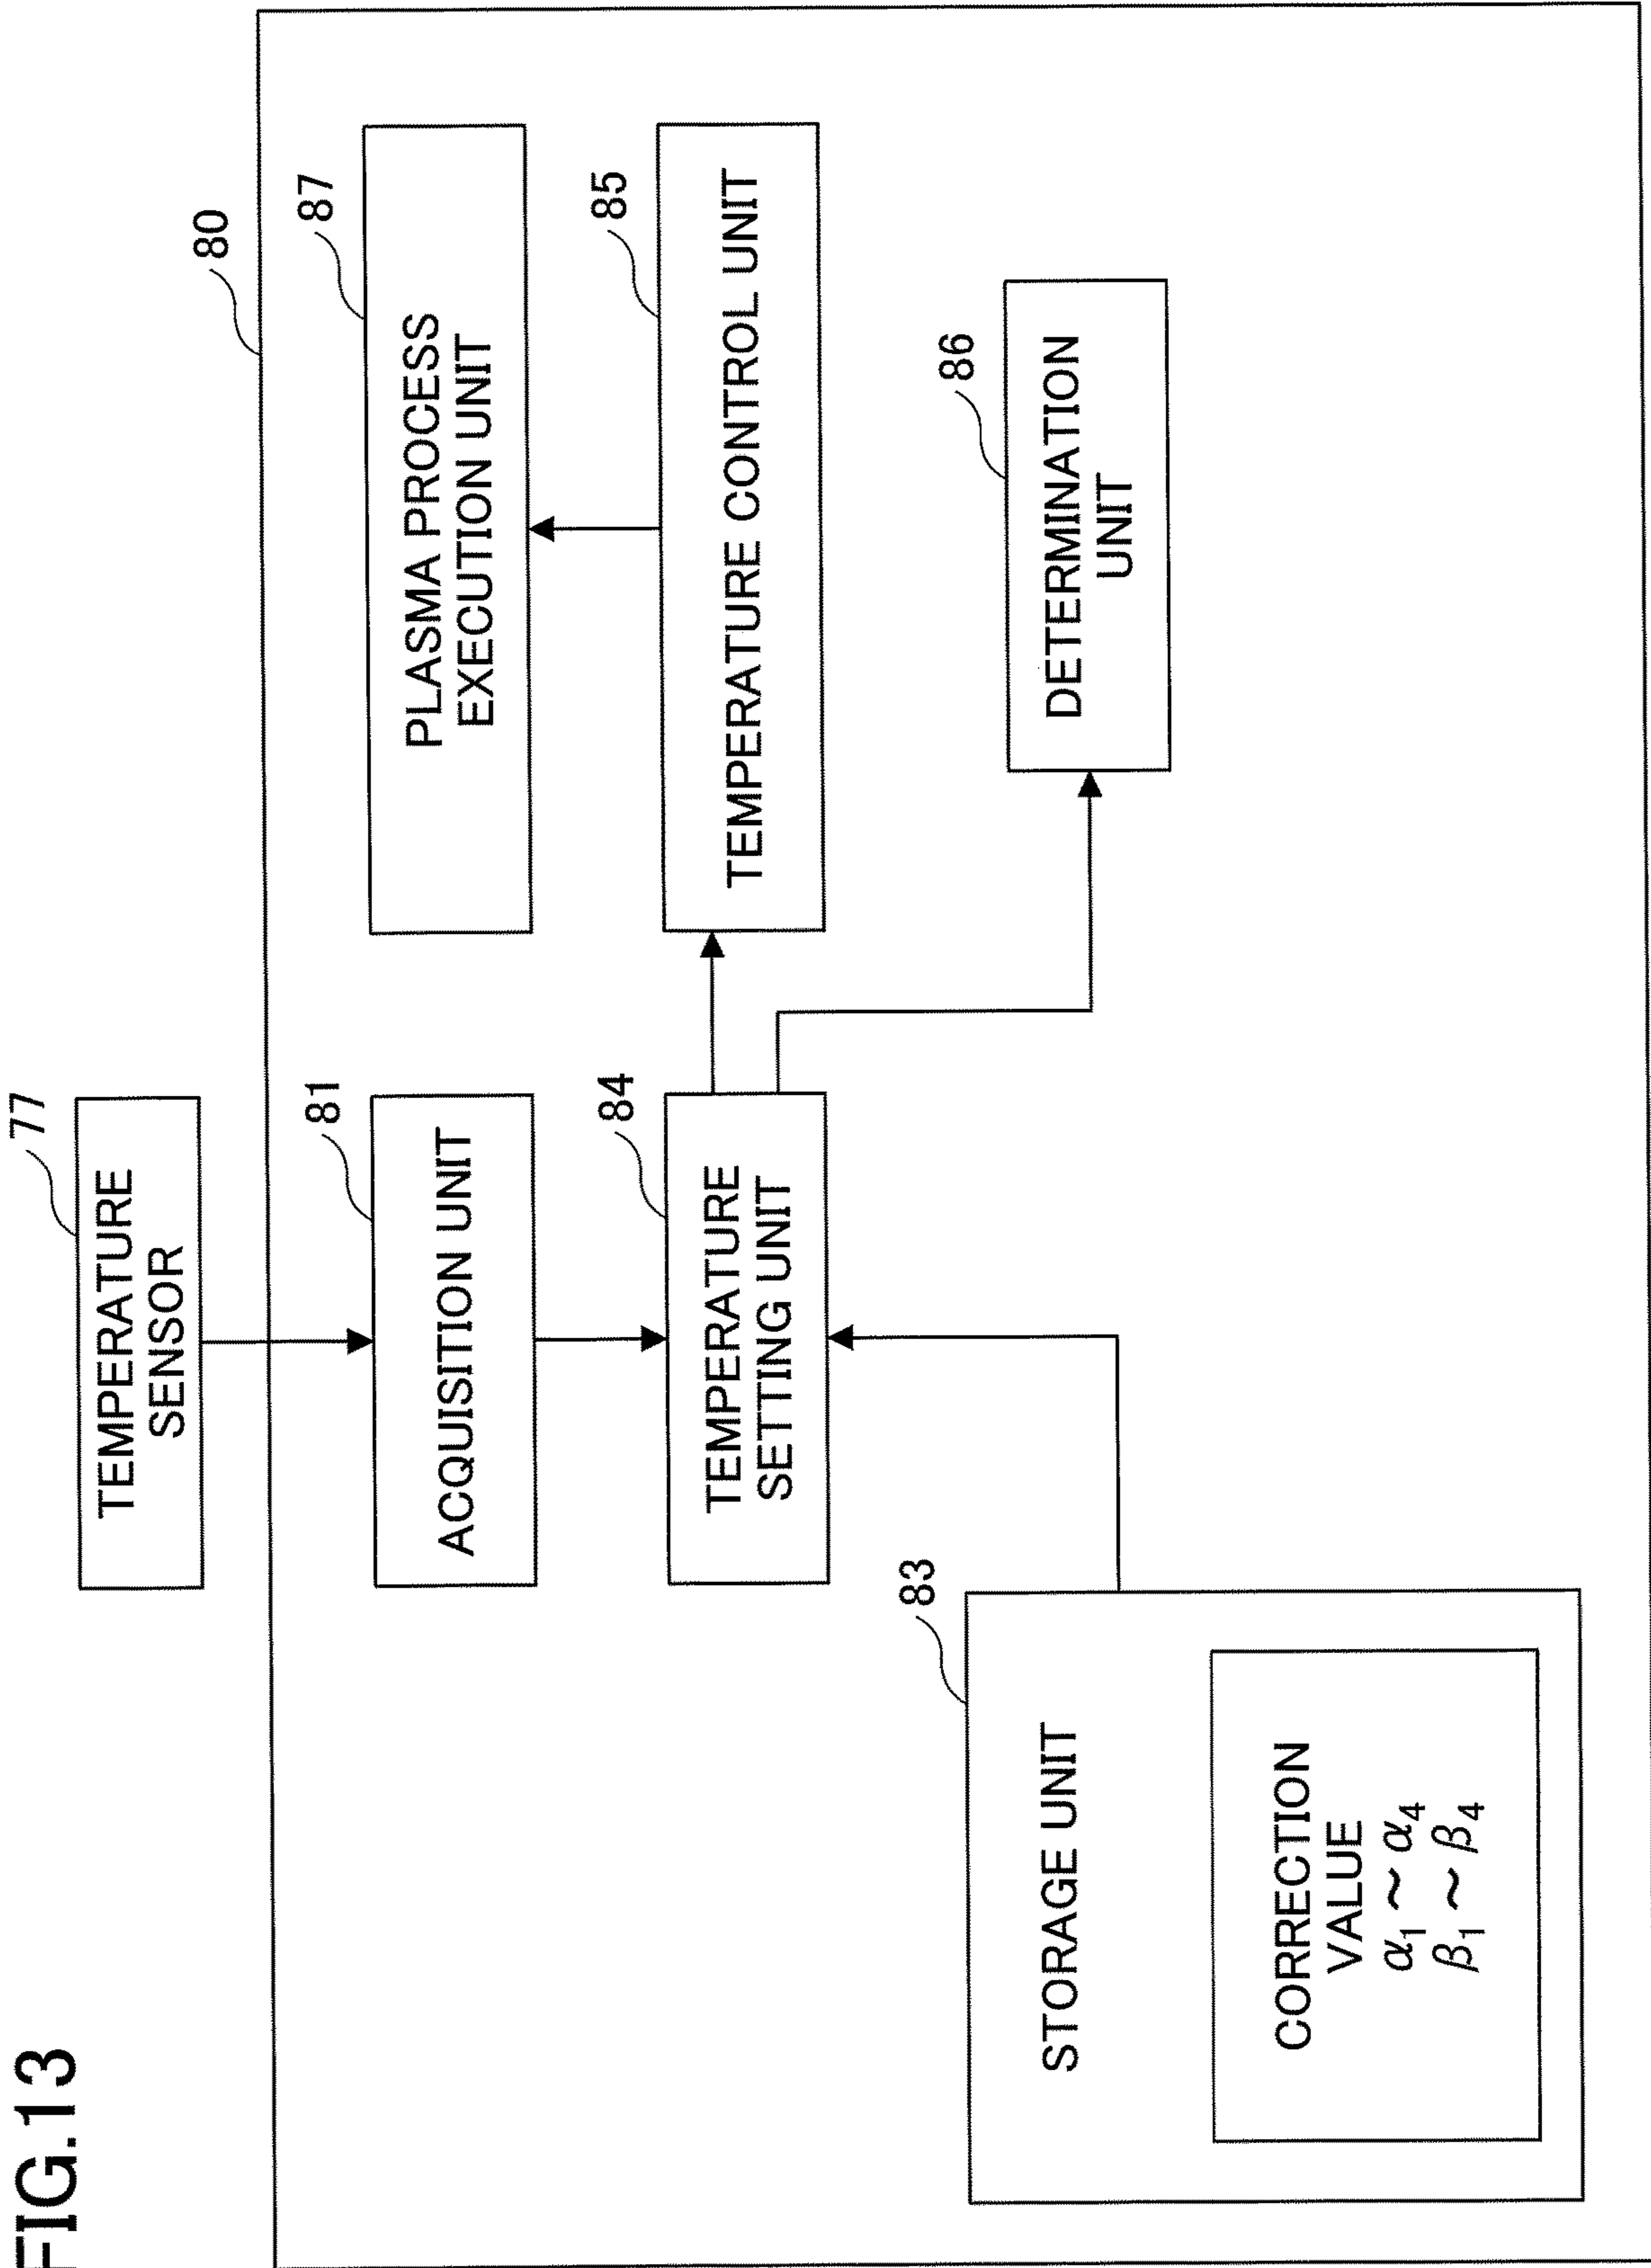 FIG.13
77
TEMPERATURE
SENSOR
80
81
ACQUISITION UNIT
87
PLASMA PROCESS
EXECUTION UNIT
84
TEMPERATURE
SETTING UNIT
85
TEMPERATURE CONTROL UNIT
83
STORAGE UNIT
CORRECTION
VALUE
α₁ ~ α₄
β₁ ~ β₄
86
DETERMINATION
UNIT